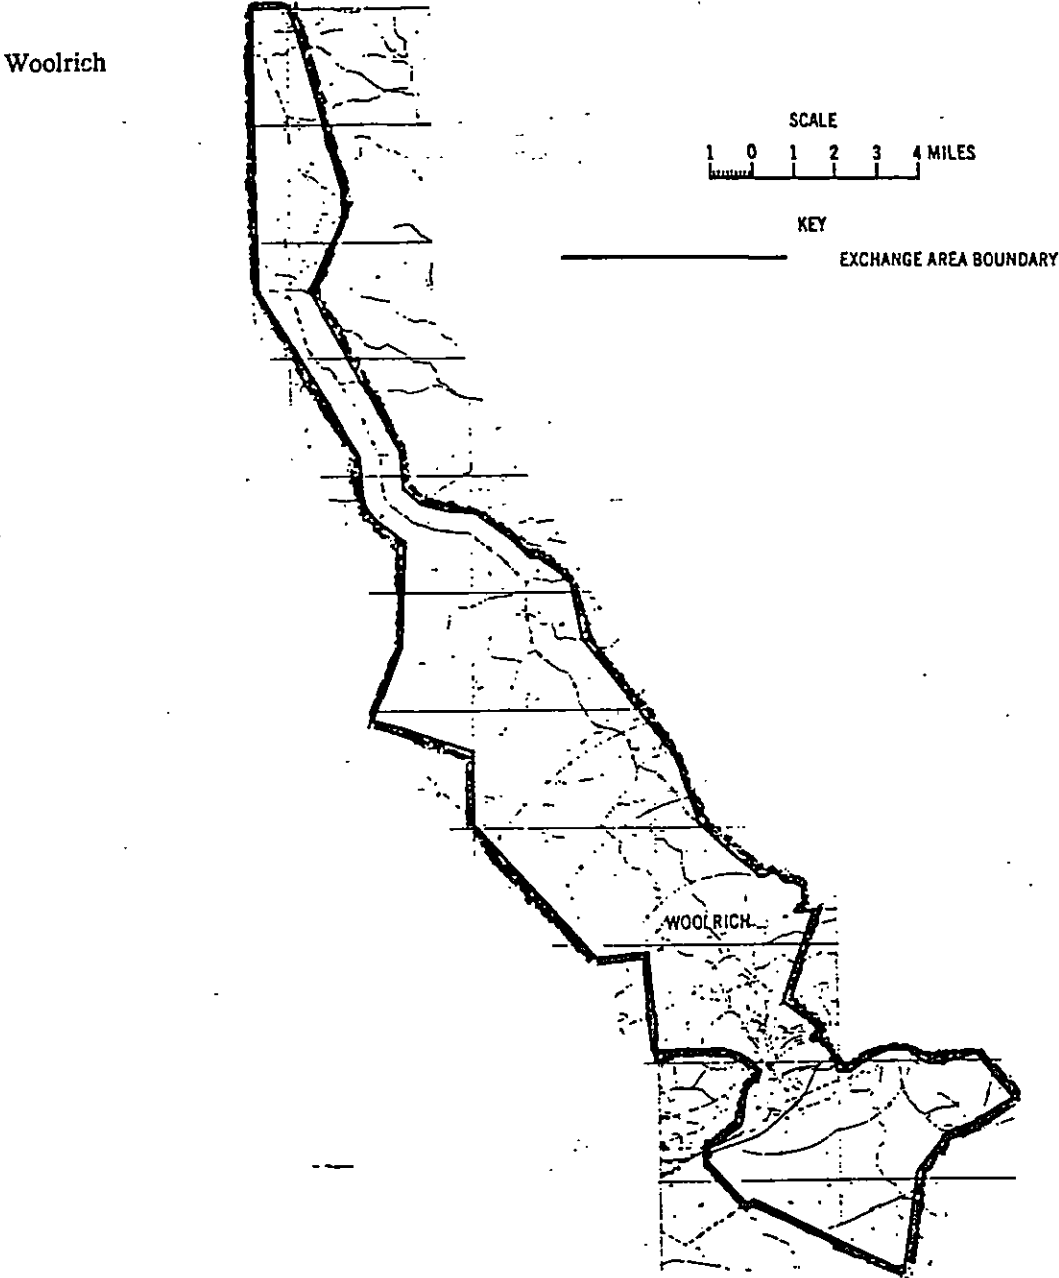 Woolrich
SCALE
1 0 1 2 3 4 MILES
KEY
EXCHANGE AREA BOUNDARY
WOOLRICH